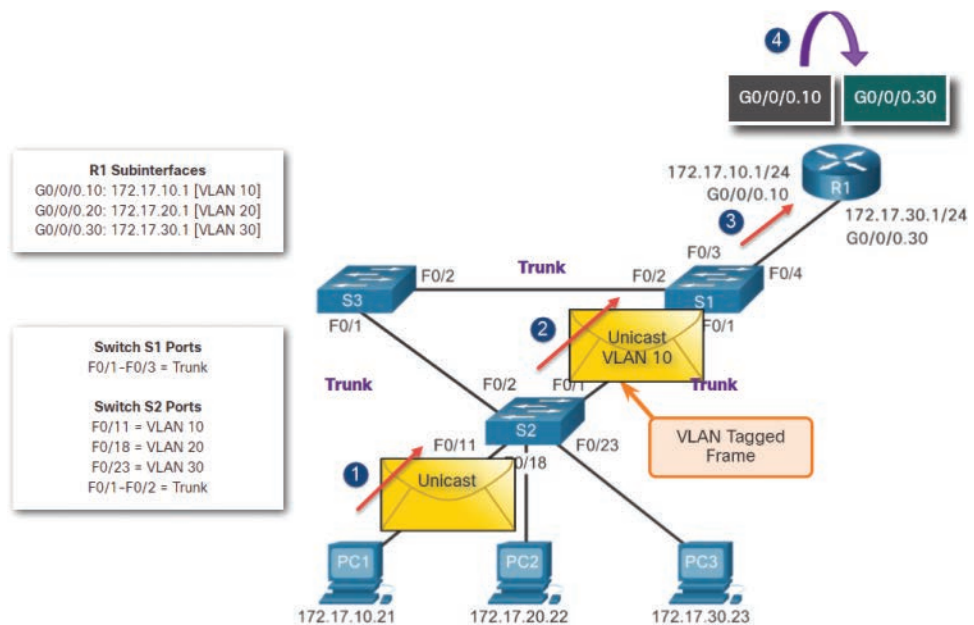 4
G0/0/0.10
G0/0/0.30
R1 Subinterfaces
G0/0/0.10: 172.17.10.1 [VLAN 10]
G0/0/0.20: 172.17.20.1 [VLAN 20]
G0/0/0.30: 172.17.30.1 [VLAN 30]
172.17.10.1/24
G0/0/0.10
R1
172.17.30.1/24
G0/0/0.30
3
F0/3
F0/2
Trunk
F0/2
F0/4
S3
S1
F0/1
F0/1
Switch S1 Ports
F0/1–F0/3 = Trunk
Switch S2 Ports
F0/11 = VLAN 10
F0/18 = VLAN 20
F0/23 = VLAN 30
F0/1–F0/2 = Trunk
2
Unicast
VLAN 10
Trunk
F0/2
F0/1
Trunk
S2
VLAN Tagged
Frame
F0/11
F0/18
F0/23
1
Unicast
PC1
PC2
PC3
172.17.10.21
172.17.20.22
172.17.30.23